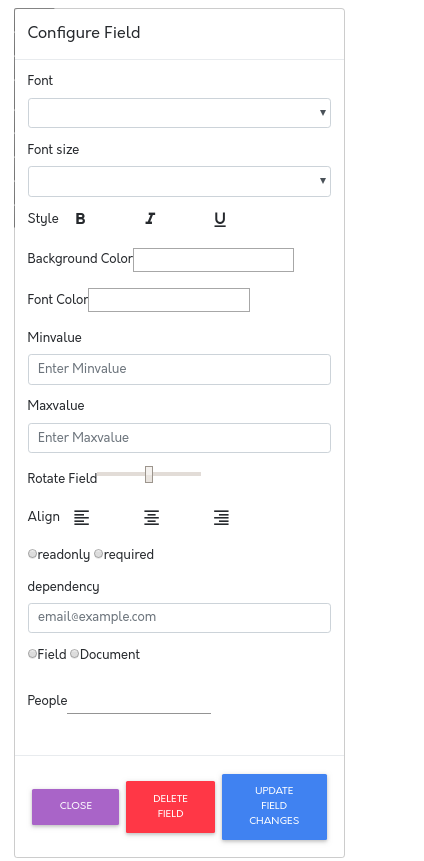 Configure Field
Font
Font size
Style B I U
Background Color
Font Color
Minvalue
Enter Minvalue
Maxvalue
Enter Maxvalue
Rotate Field
Align
readonly required
dependency
email@example.com
Field Document
People
CLOSE
DELETE
FIELD
UPDATE
FIELD
CHANGES